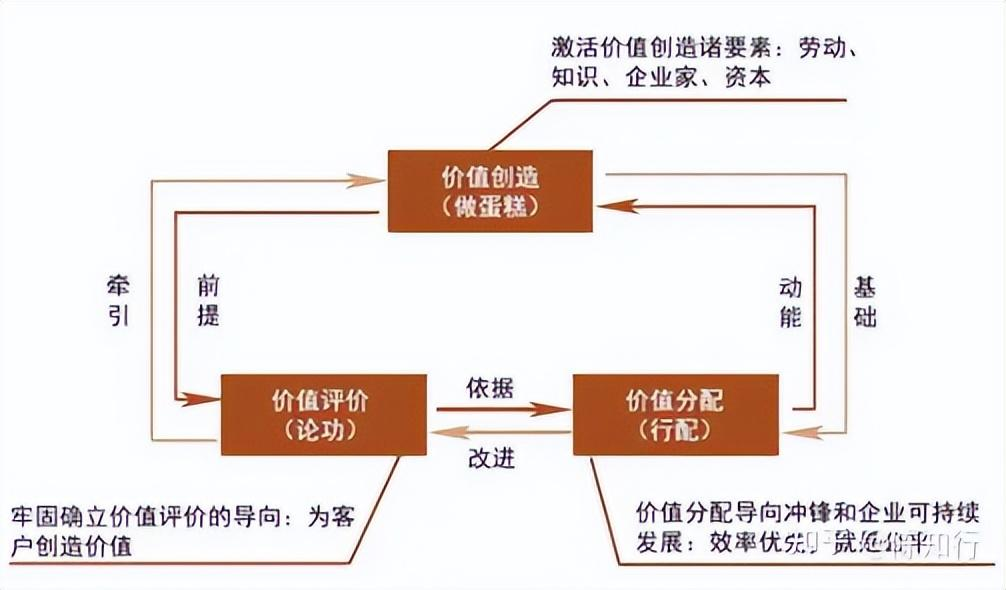 激活价值创造诸要素：劳动、
知识、企业家、资本
价值创造
（做蛋糕）
牵
引
前
提
动
能
基
础
价值评价
（论功）
依据
改进
价值分配
（行配）
牢固确立价值评价的导向：为客
户创造价值
价值分配导向冲锋和企业可持续
发展：效率优先，